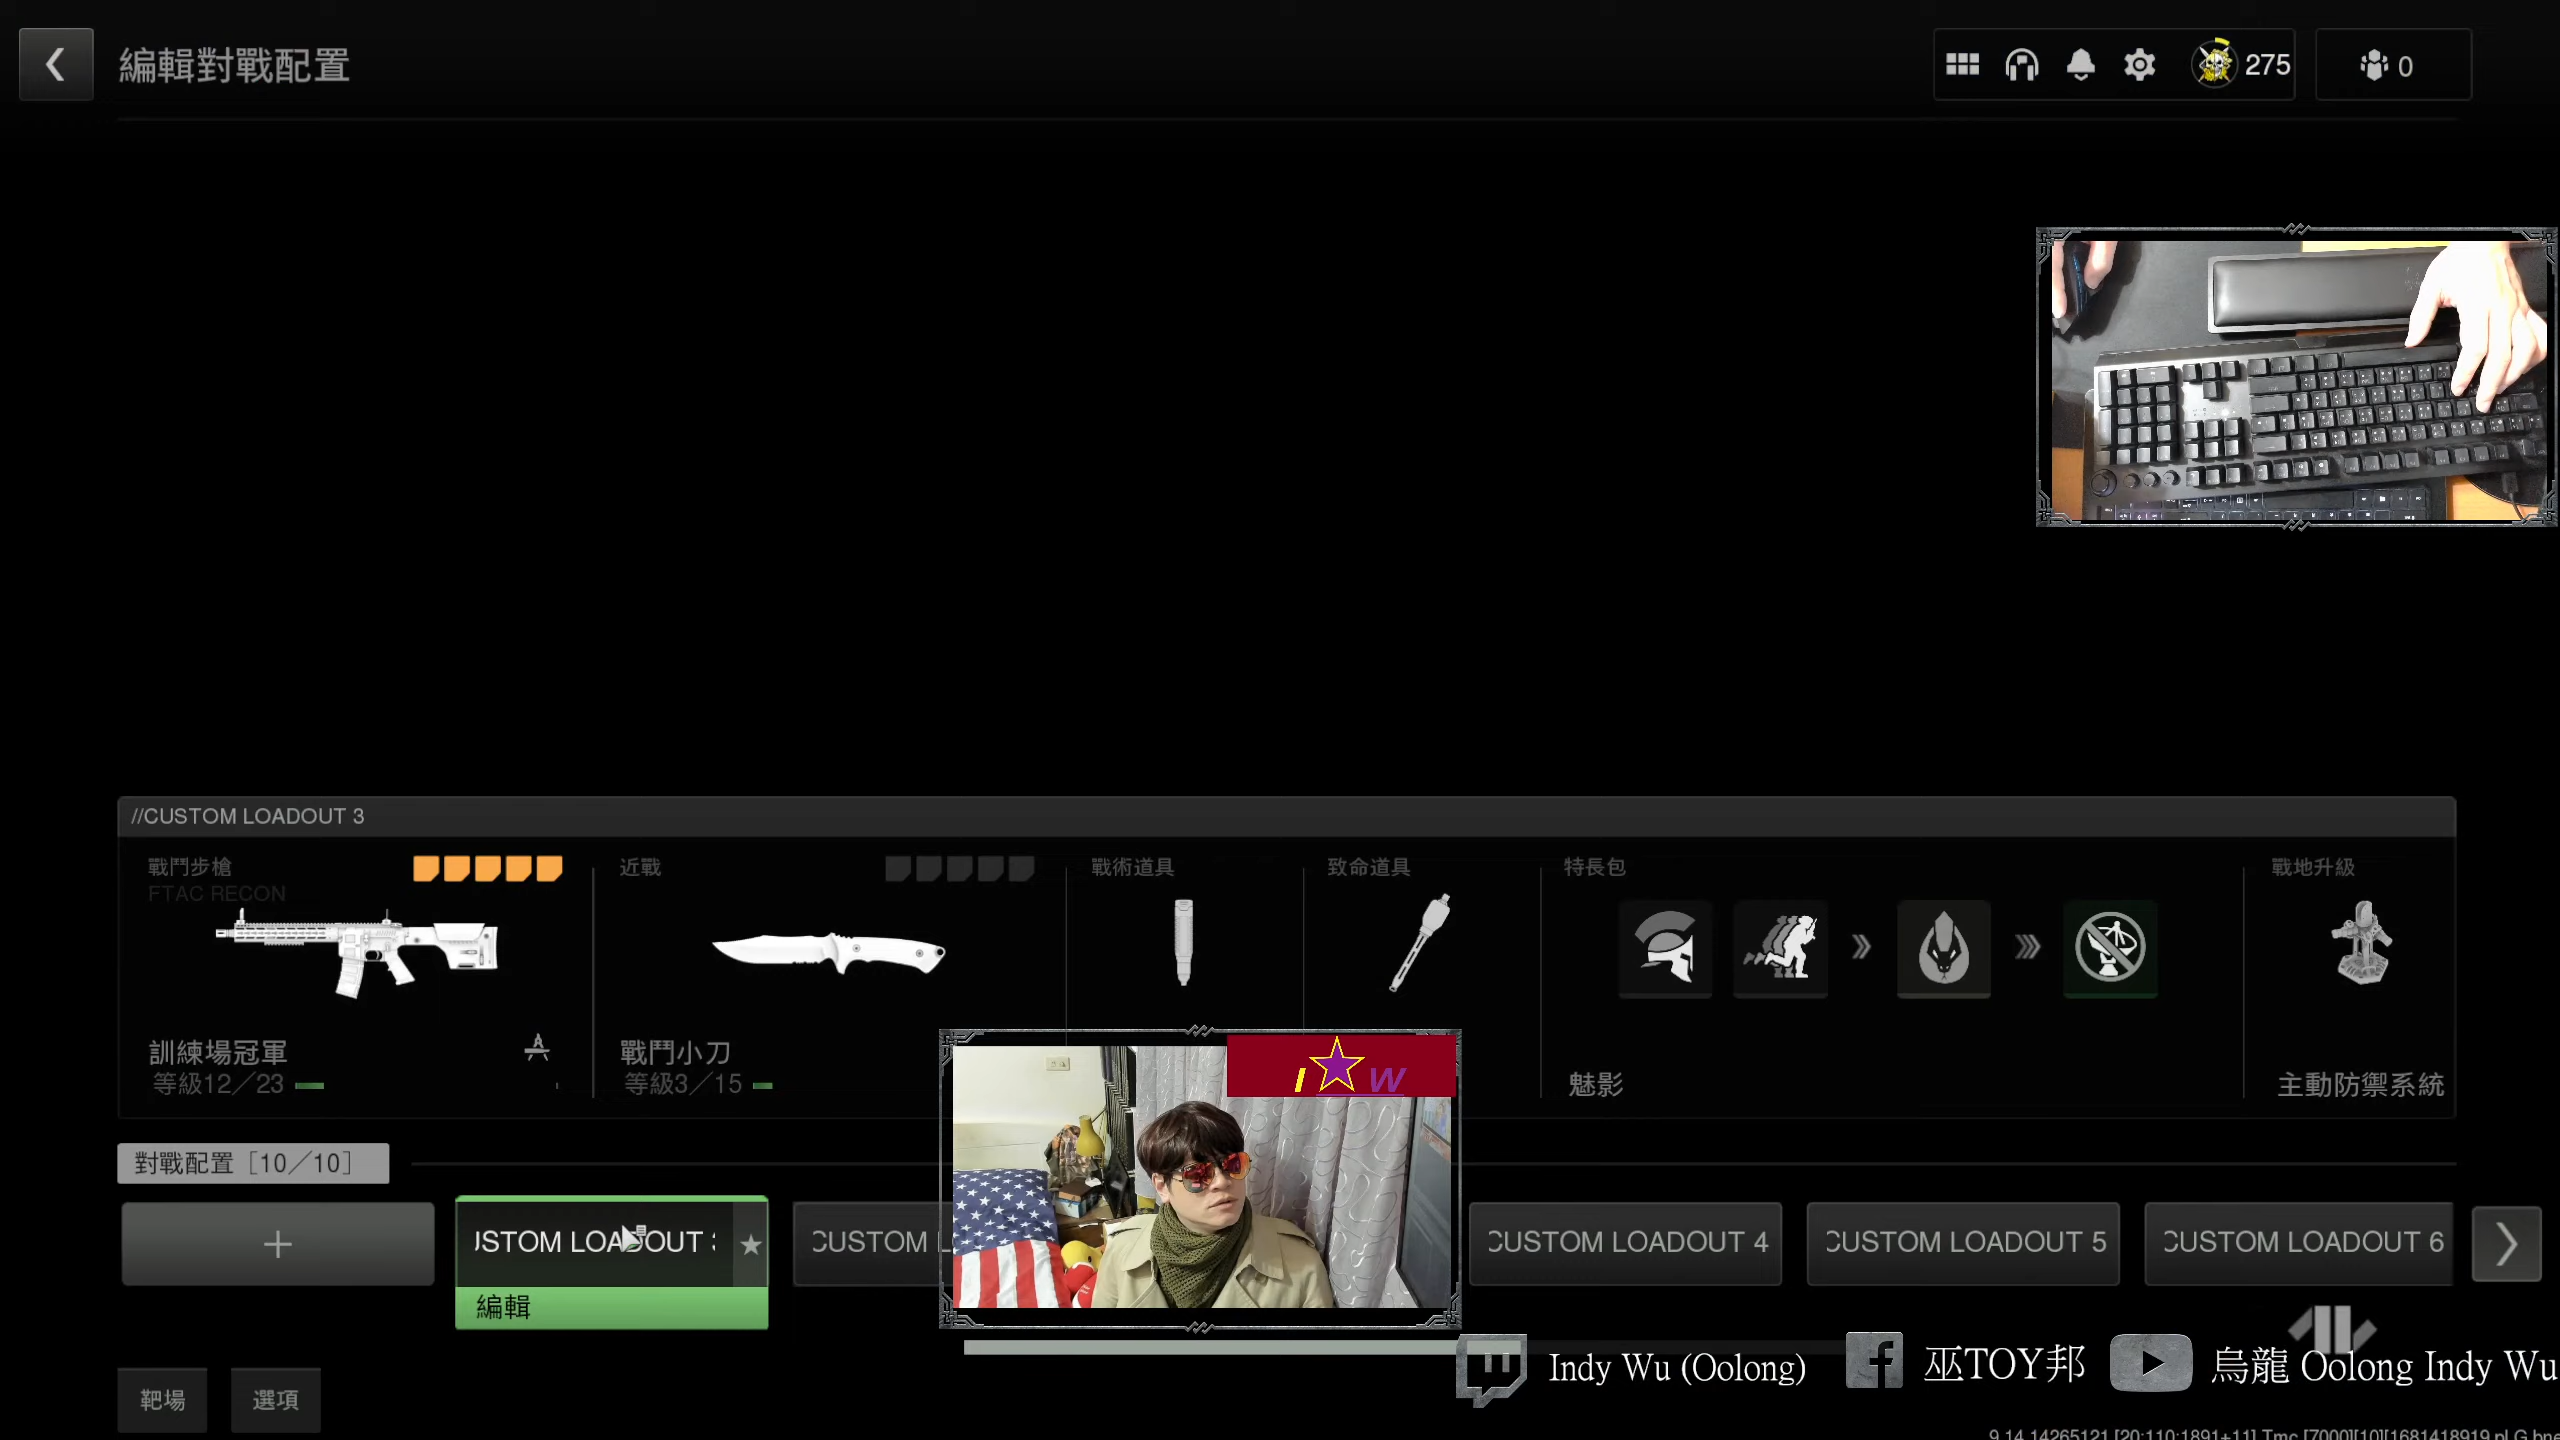 編輯對戰配置
275
0
//CUSTOM LOADOUT 3
戰鬥步槍
FTAC RECON
訓練場冠軍
等級12/23
近戰
戰鬥小刀
等級3/15
戰術道具
致命道具
特長包
魅影
戰地升級
主動防禦系統
I W
對戰配置 [10/10]
+
USTOM LOADOUT
編輯
CUSTOM L
CUSTOM LOADOUT 4
CUSTOM LOADOUT 5
CUSTOM LOADOUT 6
Indy Wu (Oolong)
巫TOY邦
烏龍 Oolong Indy Wu
靶場
選項